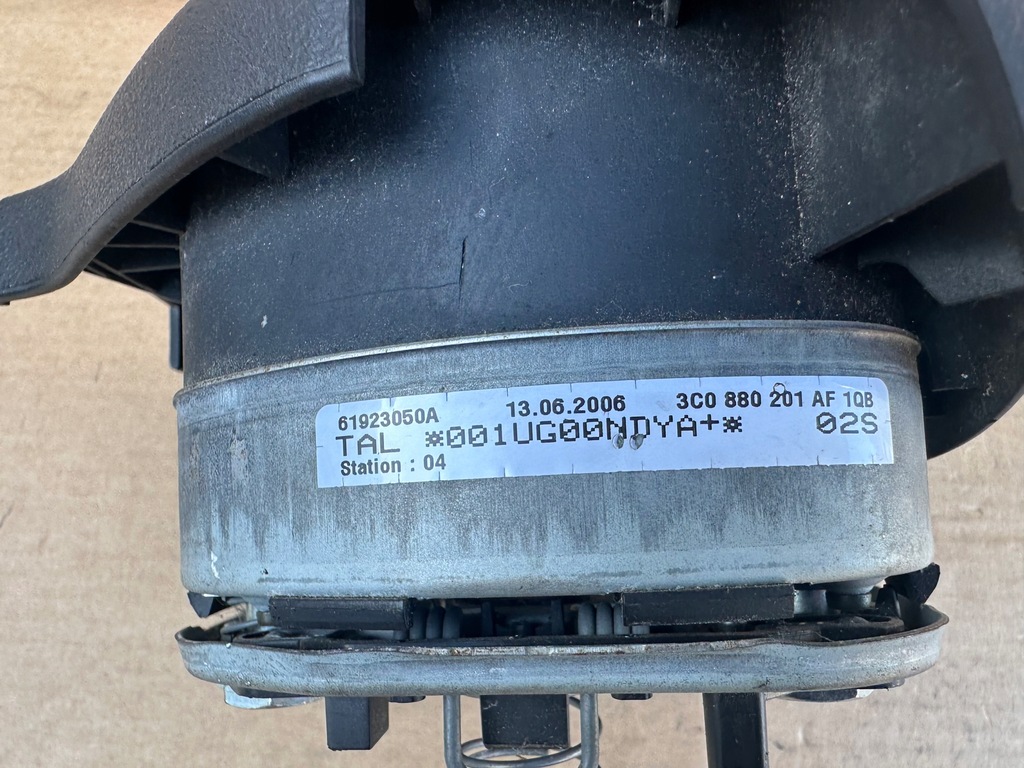 61923050A 13.06.2006 3C0 880 201 AF 1QB
TAL *001UG00NDYA+* 02S
Station : 04